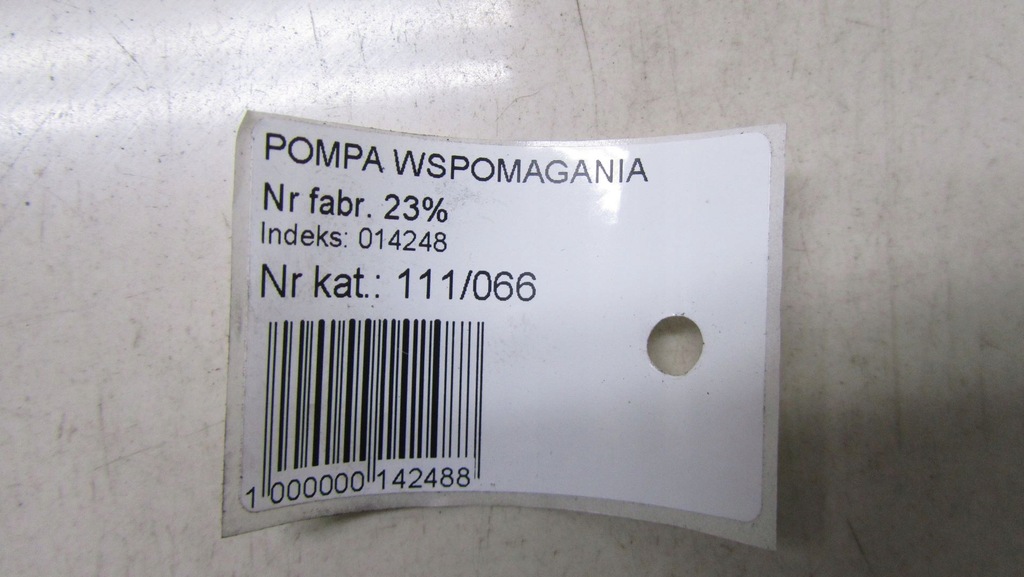 POMPA WSPOMAGANIA
Nr fabr. 23%
Indeks: 014248
Nr kat.: 111/066
1 000000 142488